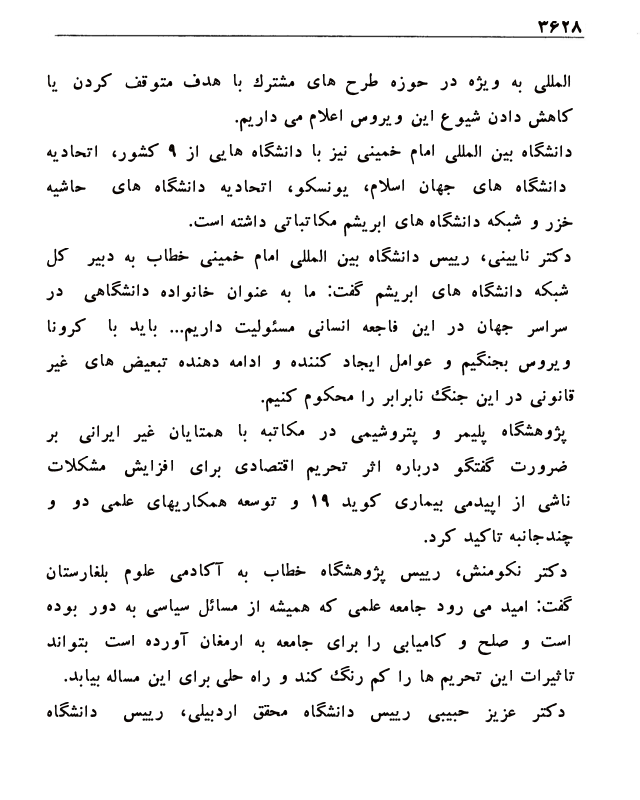 ۳۶۲۸
المللی به ویژه در حوزه طرح های مشترك با هدف متوقف کردن یا
کاهش دادن شیوع این ویروس اعلام می داریم.
دانشگاه بین المللی امام خمینی نیز با دانشگاه هایی از ۹ کشور، اتحادیه
دانشگاه های جهان اسلام، یونسکو، اتحادیه دانشگاه های حاشیه
خزر و شبکه دانشگاه های ابریشم مکاتباتی داشته است.
دکتر نایینی، رییس دانشگاه بین المللی امام خمینی خطاب به دبیر کل
شبکه دانشگاه های ابریشم گفت: ما به عنوان خانواده دانشگاهی در
سراسر جهان در این فاجعه انسانی مسئولیت داریم... باید با کرونا
ویروس بجنگیم و عوامل ایجاد کننده و ادامه دهنده تبعیض های غیر
قانونی در این جنگ نابرابر را محکوم کنیم.
پژوهشگاه پلیمر و پتروشیمی در مکاتبه با همتایان غیر ایرانی بر
ضرورت گفتگو درباره اثر تحریم اقتصادی برای افزایش مشکلات
ناشی از اپیدمی بیماری کوید ۱۹ و توسعه همکاریهای علمی دو و
چندجانبه تاکید کرد.
دکتر نکومنش، رییس پژوهشگاه خطاب به آکادمی علوم بلغارستان
گفت: امید می رود جامعه علمی که همیشه از مسائل سیاسی به دور بوده
است و صلح و کامیابی را برای جامعه به ارمغان آورده است بتواند
تاثیرات این تحریم ها را کم رنگ کند و راه حلی برای این مساله بیابد.
دکتر عزیز حبیبی رییس دانشگاه محقق اردبیلی، رییس دانشگاه